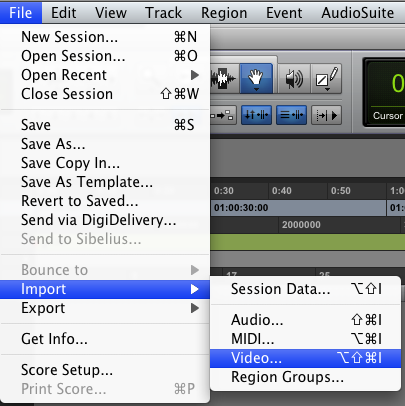 File Edit View Track Region Event AudioSuite
New Session... ⌘N
Open Session... ⌘O
Open Recent
Close Session ⇧⌘W
Save ⌘S
Save As...
Save Copy In...
Save As Template...
Revert to Saved...
Send via DigiDelivery...
Send to Sibelius...
Bounce to
Import
Export
Get Info...
Score Setup...
Print Score... ⌘P
Session Data... ⌥⇧I
Audio... ⇧⌘I
MIDI... ⌥⌘I
Video... ⌥⇧⌘I
Region Groups...
0
Cursor
0:30 0:40 0:50 1:0
01:00:30:00 01:
2000000
17 25